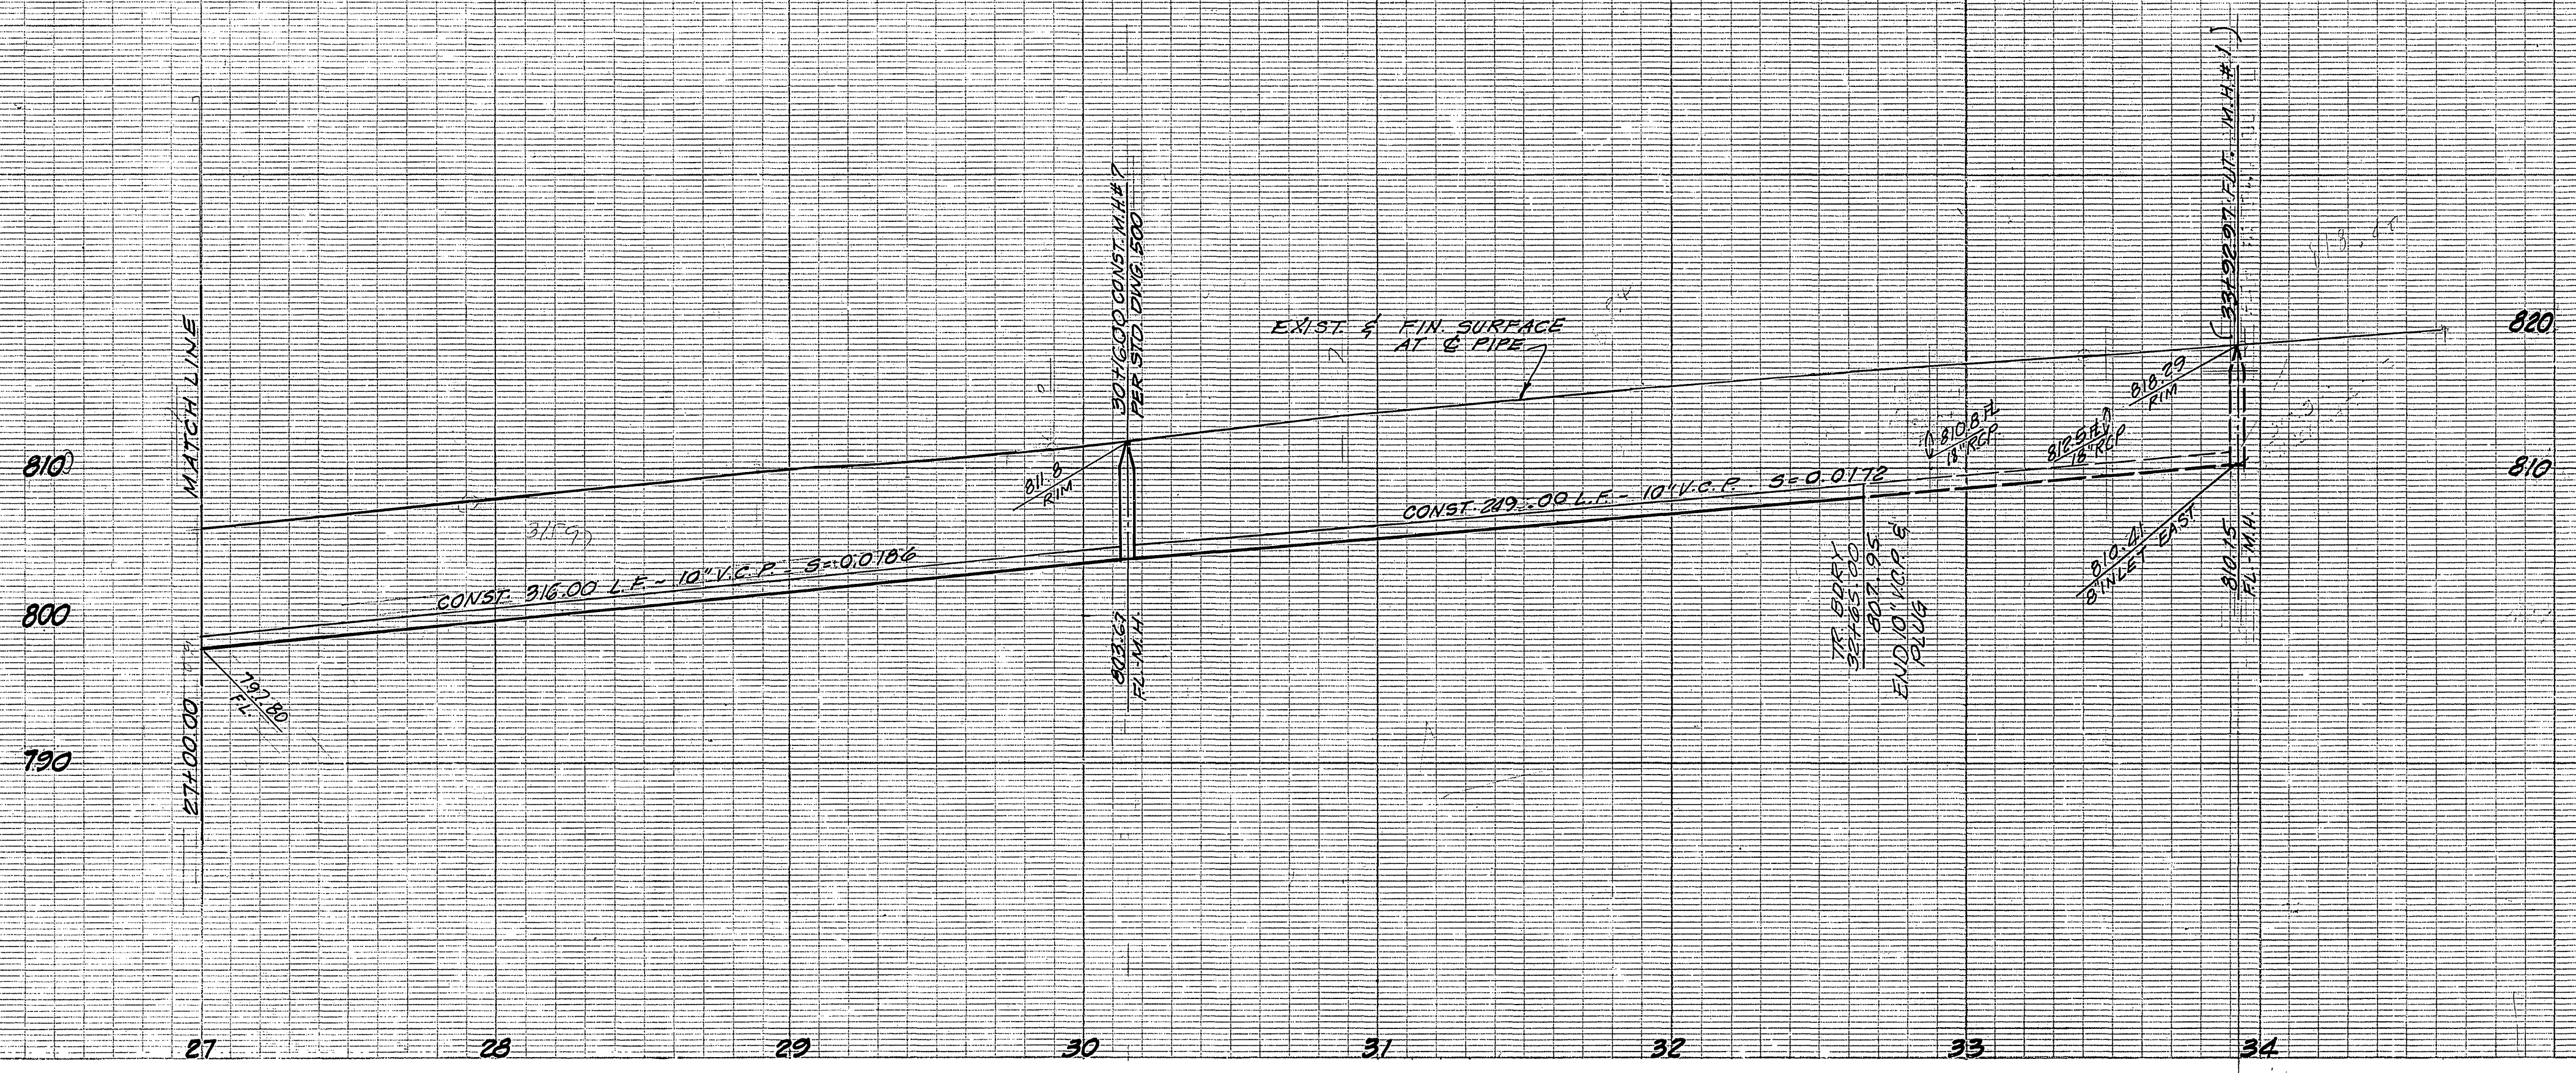 MATCH LINE
27+00.00
797.80
FL.
CONST. 316.00 L.F. - 10" V.C.P. - S=0.0186
811.8
RIM
30+16.00 CONST. M.H.#7
PER STD. DWG. 500
803.67
FL-M.H.
EXIST. & FIN. SURFACE
AT ℄ PIPE
CONST. 249.00 L.F. - 10" V.C.P. S=0.0172
TR. BDRY
32+65.00
807.95
END 10" V.C.P. &
PLUG
810.8 FL
18" RCP
812.5 FL
18" RCP
818.29
RIM
(33+92.97 FUT. M.H.#1)
810.41
8" INLET EAST
810.15
FL-M.H.
820
810
810
800
790
27 28 29 30 31 32 33 34